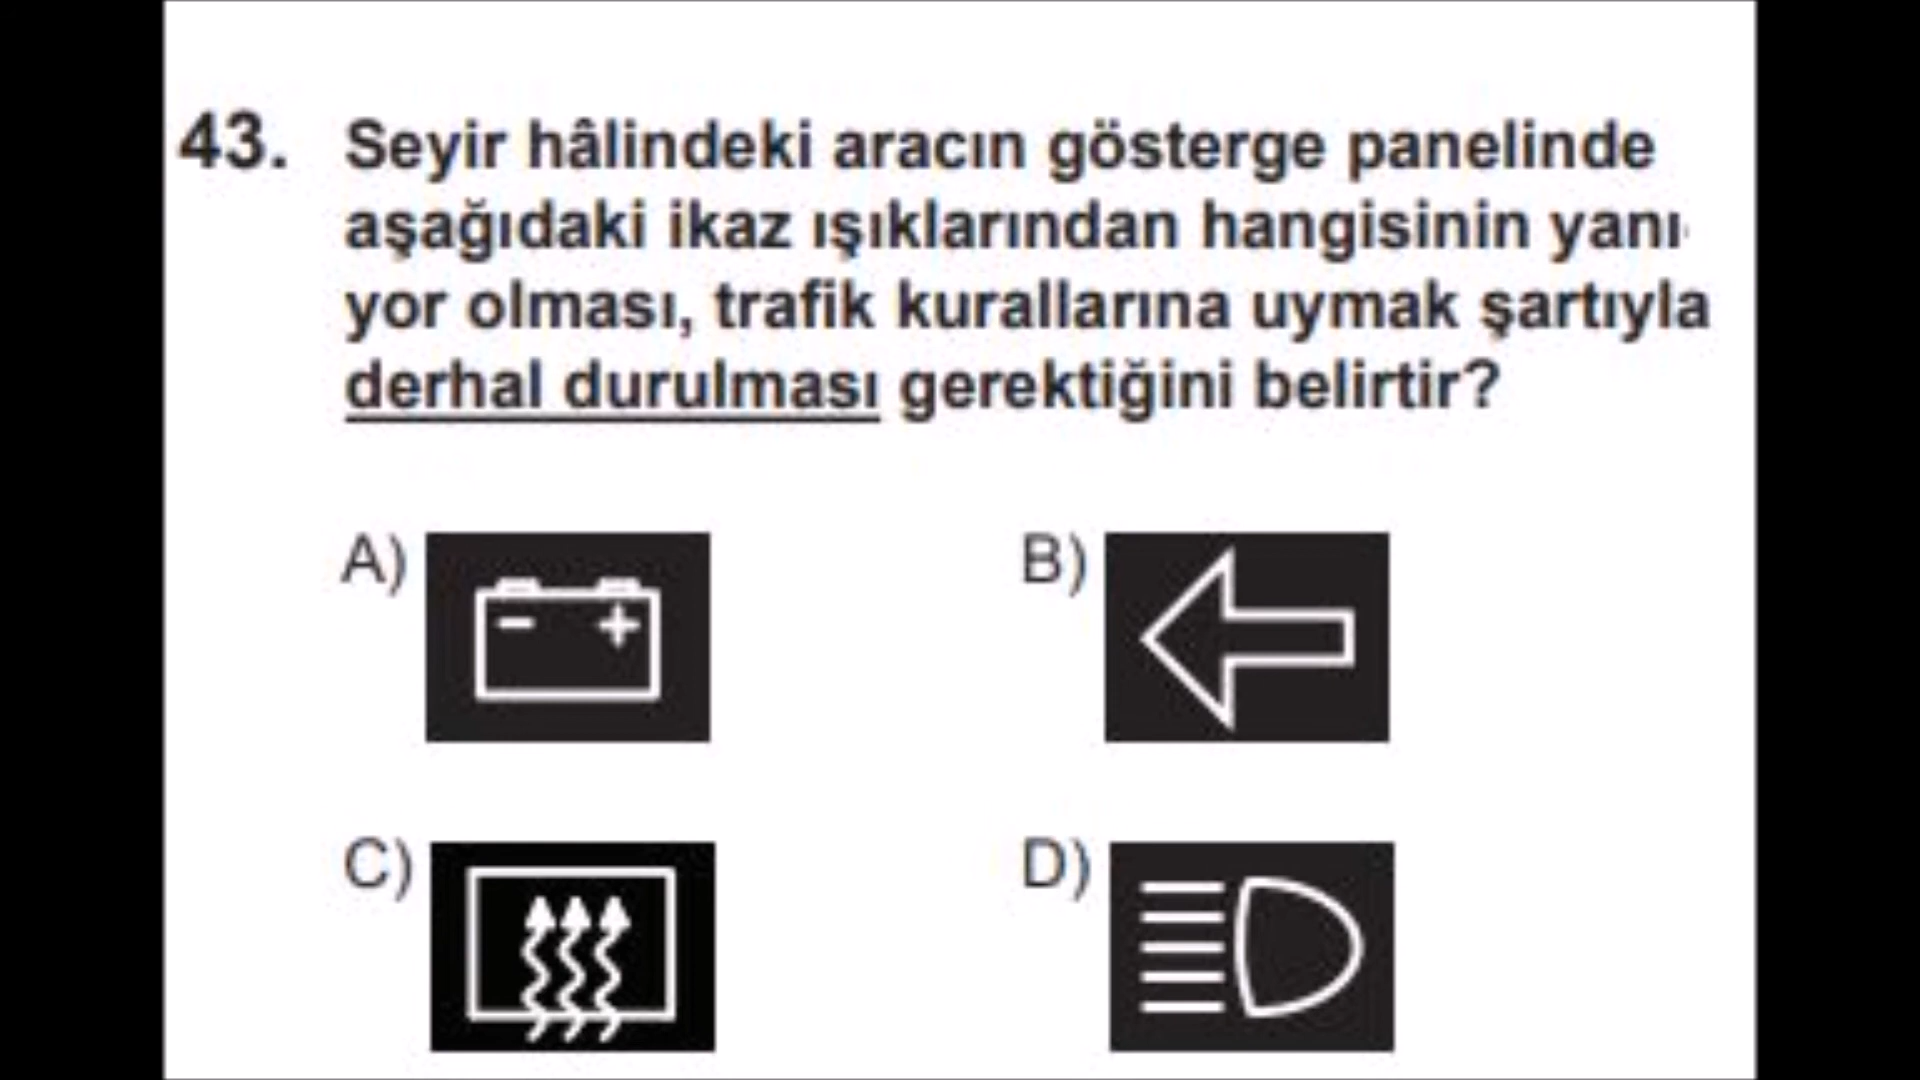 43. Seyir hâlindeki aracın gösterge panelinde
aşağıdaki ikaz ışıklarından hangisinin yanı-
yor olması, trafik kurallarına uymak şartıyla
derhal durulması gerektiğini belirtir?
A) - +
B)
C)
D)